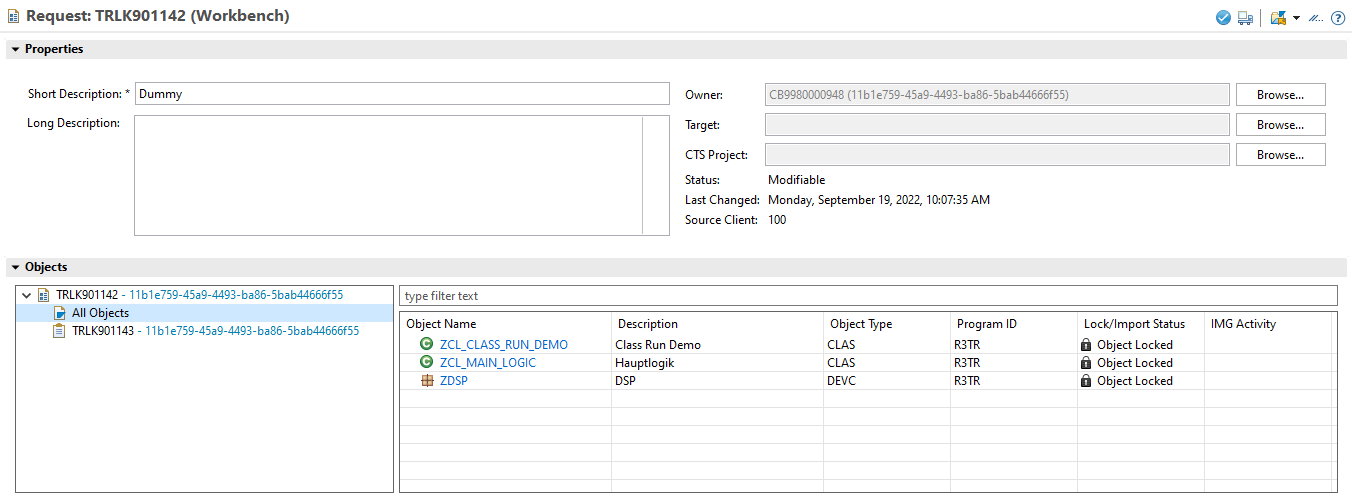 Request: TRLK901142 (Workbench)
Properties
Short Description: * Dummy
Owner: CB9980000948 (11b1e759-45a9-4493-ba86-5bab44666f55) Browse...
Long Description:
Target: Browse...
CTS Project: Browse...
Status: Modifiable
Last Changed: Monday, September 19, 2022, 10:07:35 AM
Source Client: 100
Objects
TRLK901142 - 11b1e759-45a9-4493-ba86-5bab44666f55
All Objects
TRLK901143 - 11b1e759-45a9-4493-ba86-5bab44666f55
type filter text
Object Name Description Object Type Program ID Lock/Import Status IMG Activity
ZCL_CLASS_RUN_DEMO Class Run Demo CLAS R3TR Object Locked
ZCL_MAIN_LOGIC Hauptlogik CLAS R3TR Object Locked
ZDSP DSP DEVC R3TR Object Locked